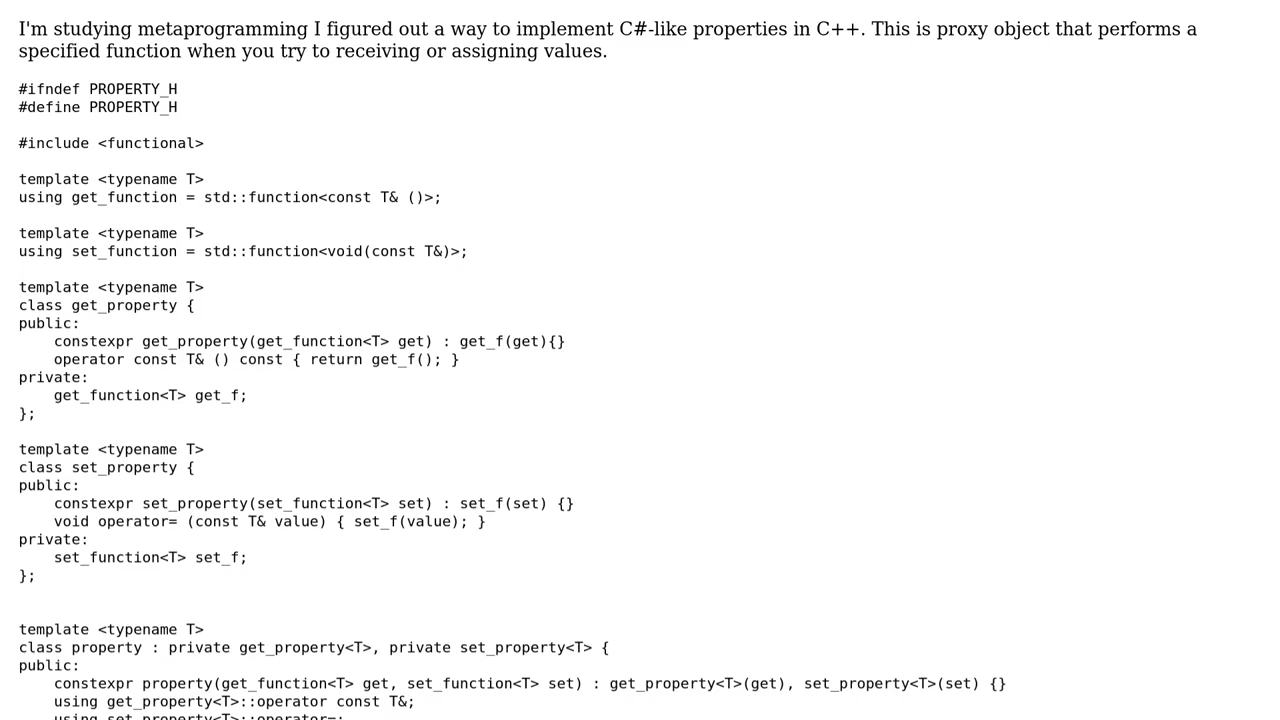 I'm studying metaprogramming I figured out a way to implement C#-like properties in C++. This is proxy object that performs a
specified function when you try to receiving or assigning values.
#ifndef PROPERTY_H
#define PROPERTY_H
#include <functional>
template <typename T>
using get_function = std::function<const T& ()>;
template <typename T>
using set_function = std::function<void(const T&)>;
template <typename T>
class get_property {
public:
    constexpr get_property(get_function<T> get) : get_f(get){}
    operator const T& () const { return get_f(); }
private:
    get_function<T> get_f;
};
template <typename T>
class set_property {
public:
    constexpr set_property(set_function<T> set) : set_f(set) {}
    void operator= (const T& value) { set_f(value); }
private:
    set_function<T> set_f;
};
template <typename T>
class property : private get_property<T>, private set_property<T> {
public:
    constexpr property(get_function<T> get, set_function<T> set) : get_property<T>(get), set_property<T>(set) {}
    using get_property<T>::operator const T&;
    using set_property<T>::operator=;